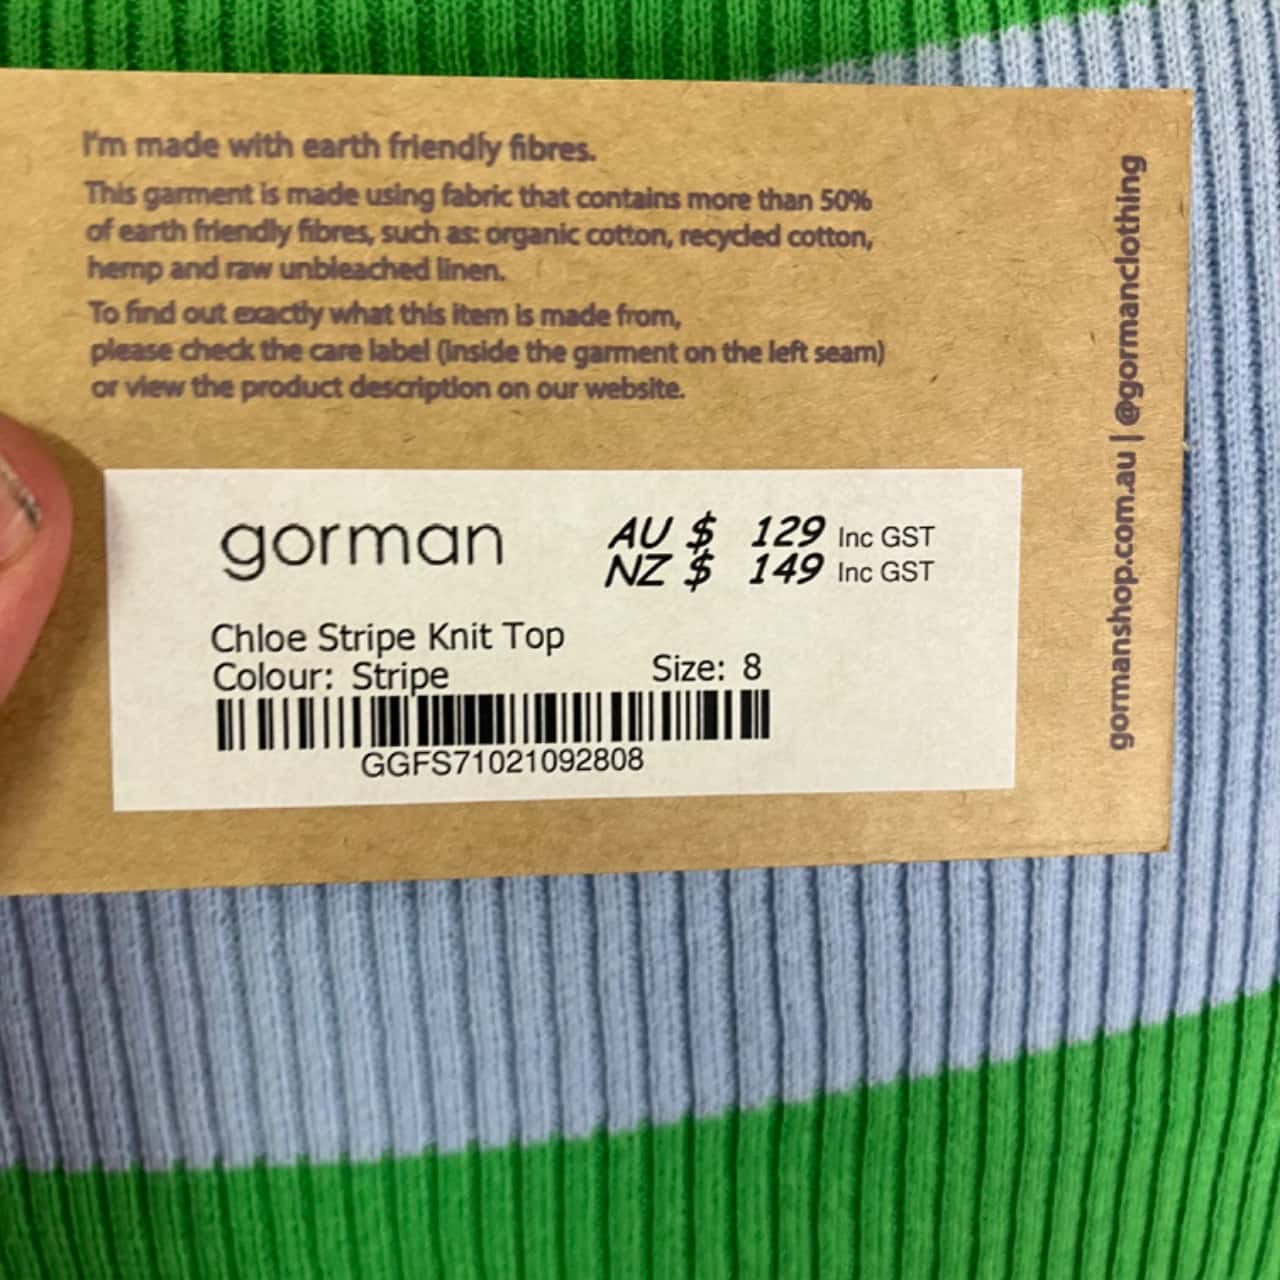 I'm made with earth friendly fibres.
This garment is made using fabric that contains more than 50%
of earth friendly fibres, such as: organic cotton, recycled cotton,
hemp and raw unbleached linen.
To find out exactly what this item is made from,
please check the care label (inside the garment on the left seam)
or view the product description on our website.
gorman
AU $ 129 Inc GST
NZ $ 149 Inc GST
Chloe Stripe Knit Top
Colour: Stripe Size: 8
GGFS71021092808
gormanshop.com.au | @gormanclothing